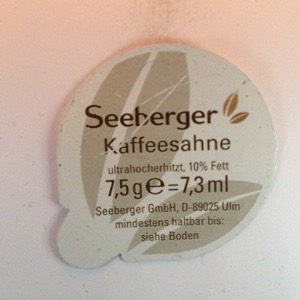 Seeberger
Kaffeesahne
ultrahocherhitzt, 10% Fett
7,5 g ℮ = 7,3 ml
Seeberger GmbH, D-89025 Ulm
mindestens haltbar bis:
siehe Boden